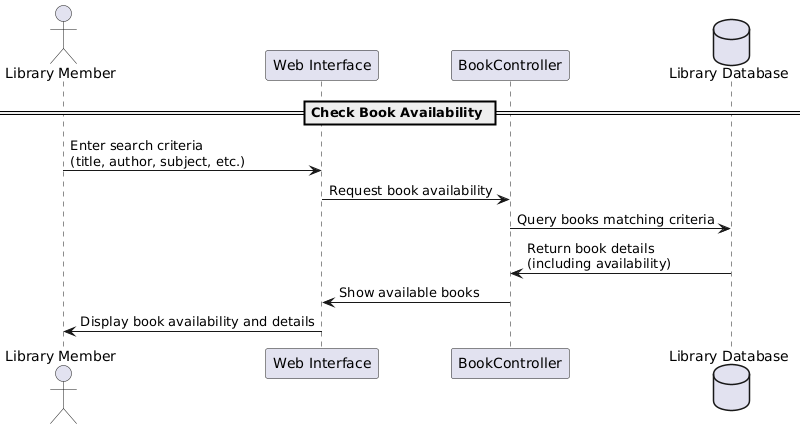 Library Member
Web Interface
BookController
Library Database
Check Book Availability
Enter search criteria
(title, author, subject, etc.)
Request book availability
Query books matching criteria
Return book details
(including availability)
Show available books
Display book availability and details
Library Member
Web Interface
BookController
Library Database